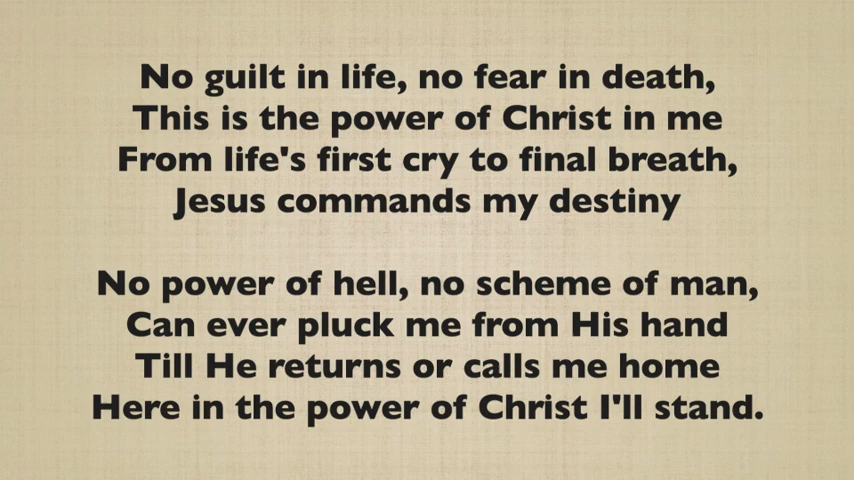 No guilt in life, no fear in death,
This is the power of Christ in me
From life's first cry to final breath,
Jesus commands my destiny
No power of hell, no scheme of man,
Can ever pluck me from His hand
Till He returns or calls me home
Here in the power of Christ I'll stand.